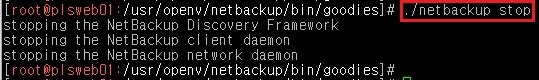 [root@plsweb01:/usr/openv/netbackup/bin/goodies]# ./netbackup stop
stopping the NetBackup Discovery Framework
stopping the NetBackup client daemon
stopping the NetBackup network daemon
[root@plsweb01:/usr/openv/netbackup/bin/goodies]#